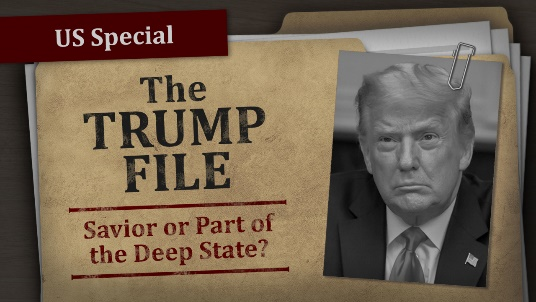 US Special
The
TRUMP
FILE
Savior or Part of
the Deep State?